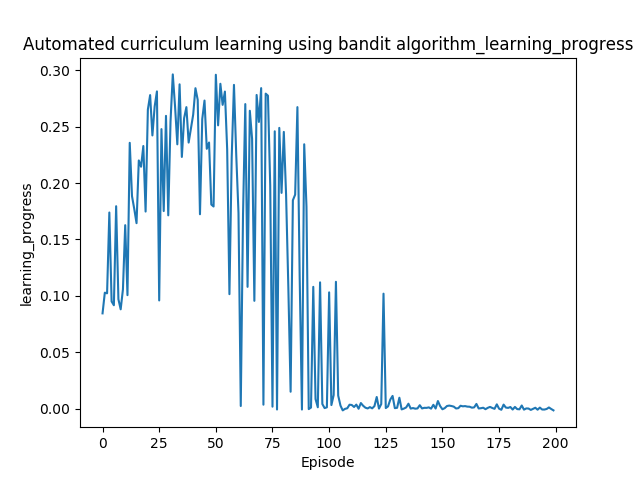 Automated curriculum learning using bandit algorithm_learning_progress
0.30
0.25
0.20
0.15
0.10
0.05
0.00
learning_progress
0 25 50 75 100 125 150 175 200
Episode